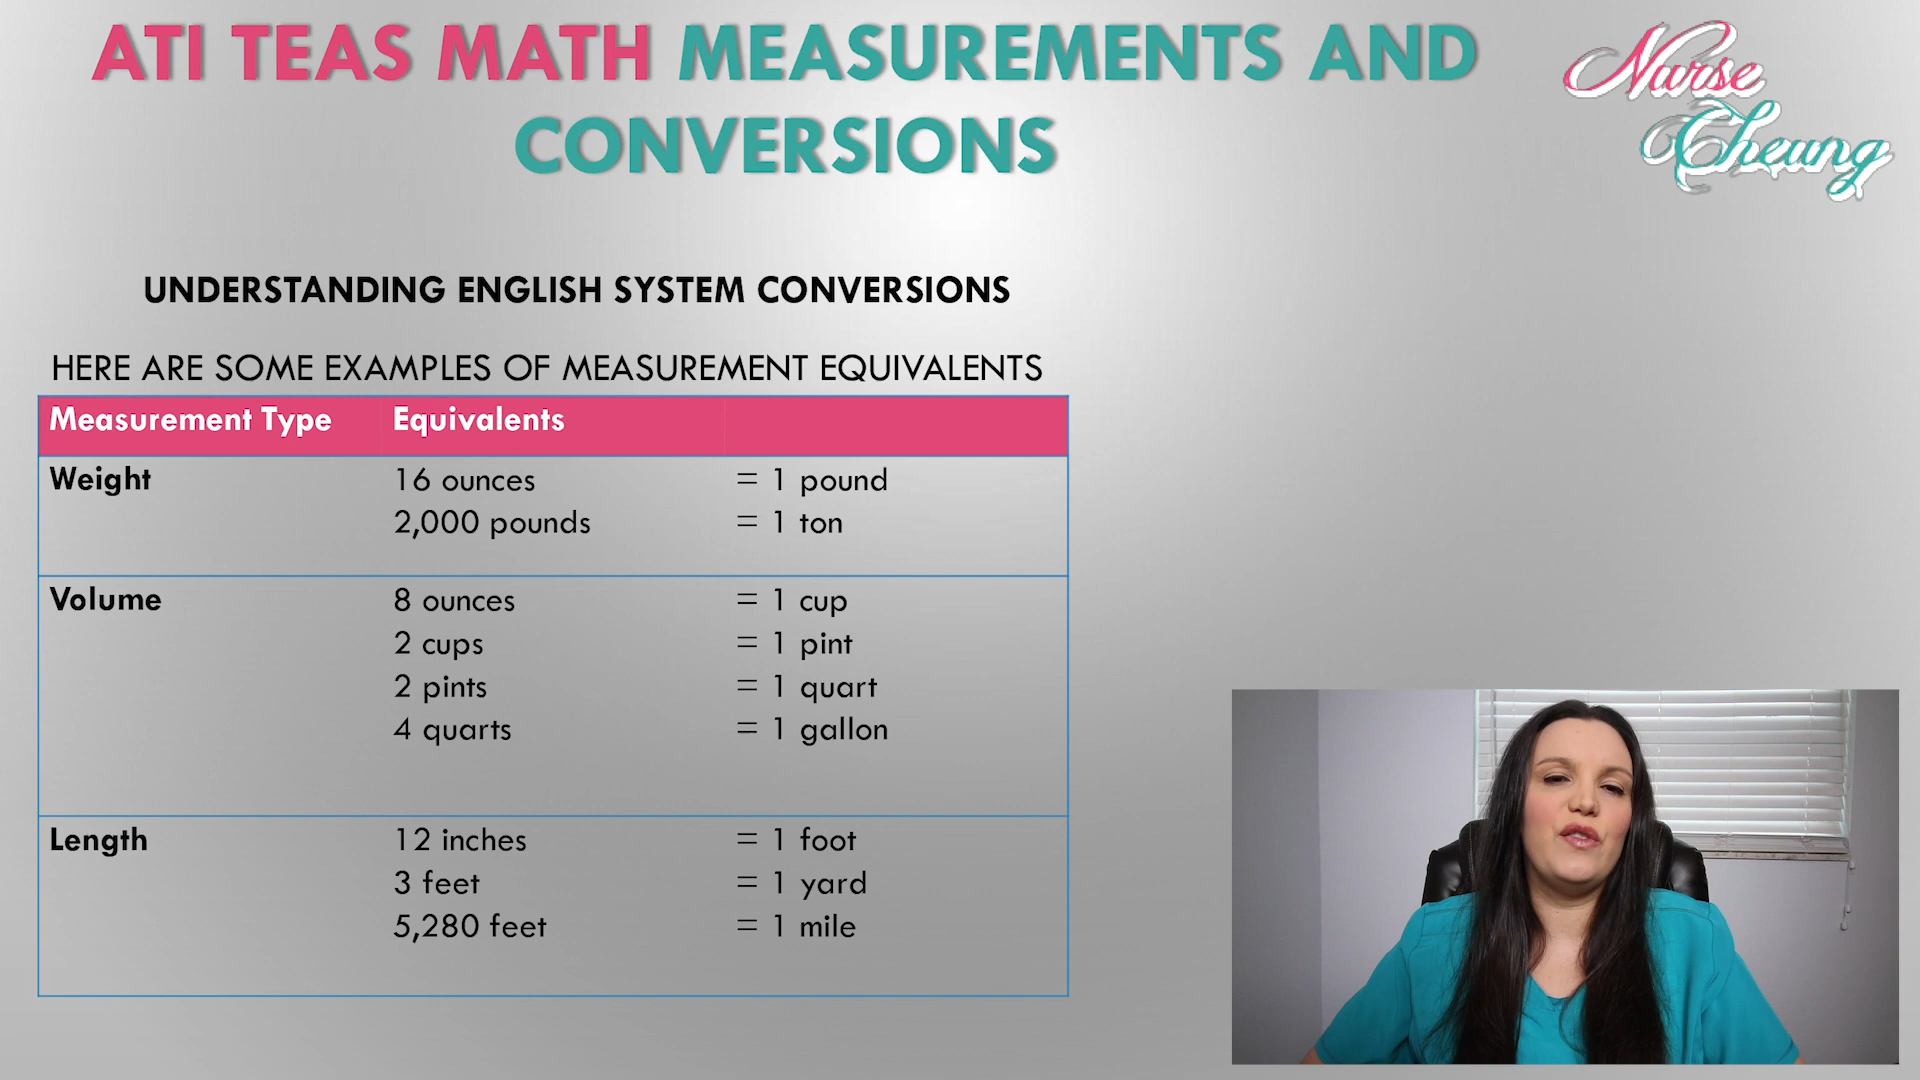 ATI TEAS MATH MEASUREMENTS AND
CONVERSIONS
Nurse
Cheung
UNDERSTANDING ENGLISH SYSTEM CONVERSIONS
HERE ARE SOME EXAMPLES OF MEASUREMENT EQUIVALENTS
Measurement Type Equivalents
Weight 16 ounces = 1 pound
2,000 pounds = 1 ton
Volume 8 ounces = 1 cup
2 cups = 1 pint
2 pints = 1 quart
4 quarts = 1 gallon
Length 12 inches = 1 foot
3 feet = 1 yard
5,280 feet = 1 mile